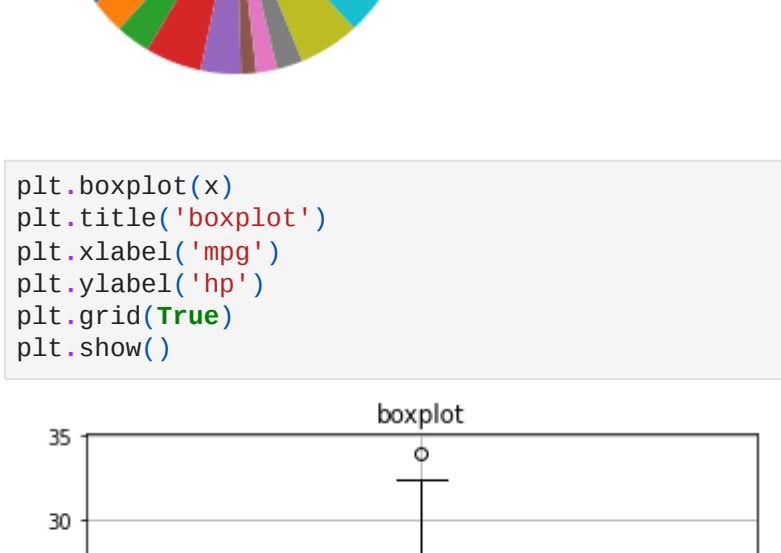 plt.boxplot(x)
plt.title('boxplot')
plt.xlabel('mpg')
plt.ylabel('hp')
plt.grid(True)
plt.show()
boxplot
35
30